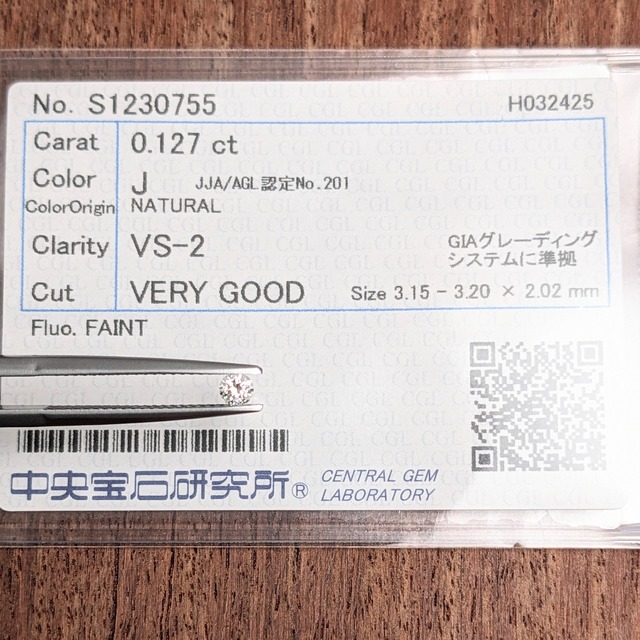 No. S1230755 H032425
Carat 0.127 ct
Color J JJA/AGL認定No.201
ColorOrigin NATURAL
Clarity VS-2 GIAグレーディング
システムに準拠
Cut VERY GOOD Size 3.15 - 3.20 × 2.02 mm
Fluo. FAINT
中央宝石研究所® CENTRAL GEM
LABORATORY